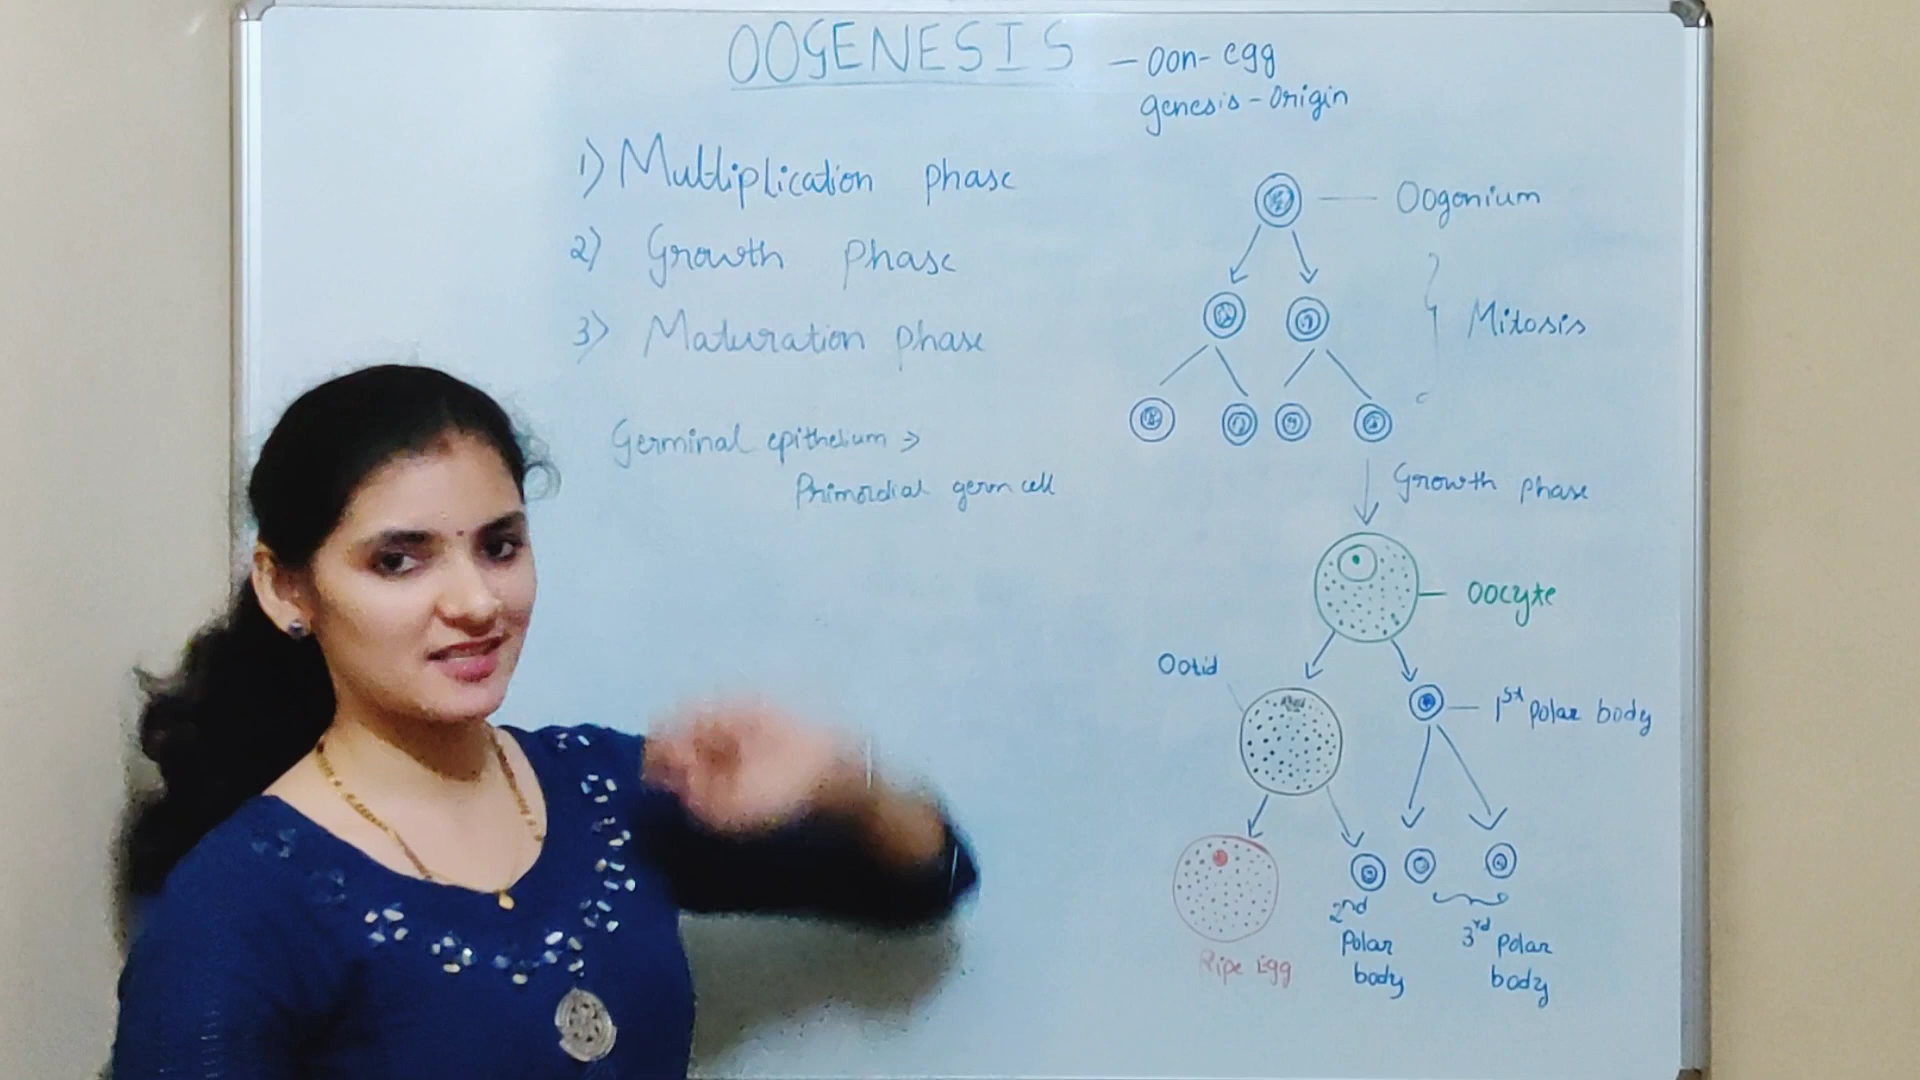 OOGENESIS - Oon- egg
genesis - Origin
1) Multiplication phase
2) Growth phase
3) Maturation phase
Germinal epithelium →
Primordial germ cell
Oogonium
Mitosis
Growth phase
Oocyte
Ootid
1st polar body
2nd
Polar
body
3rd polar
body
Ripe Egg